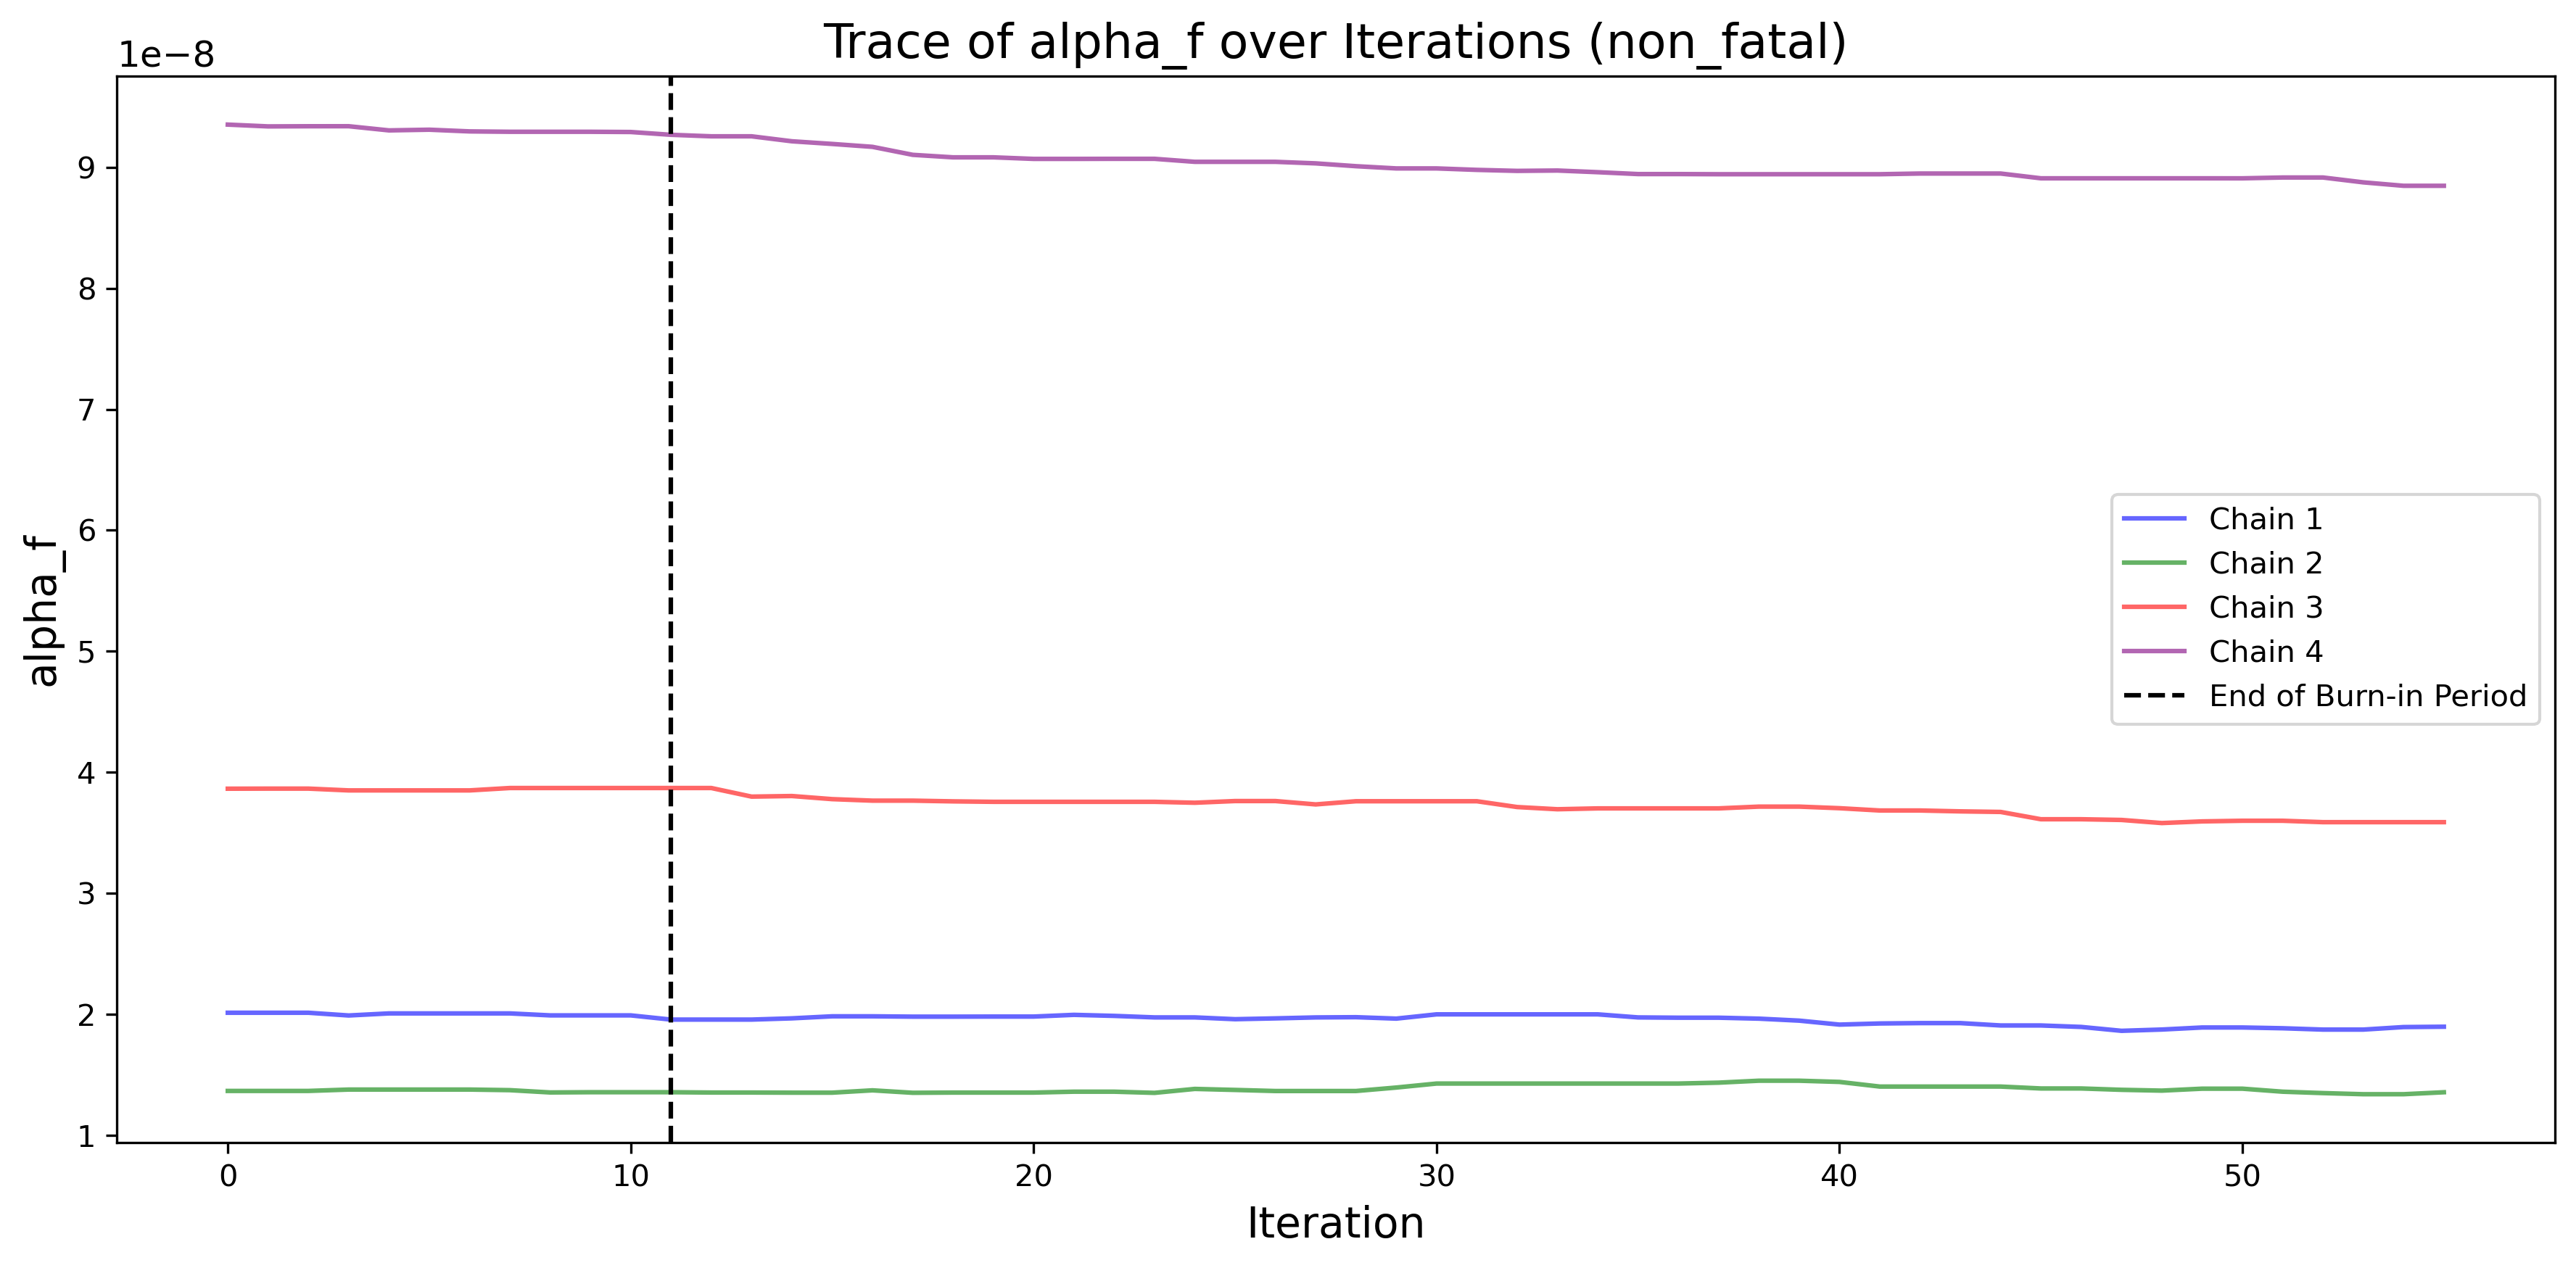 Trace of alpha_f over Iterations (non_fatal)
1e−8
9
8
7
6
5
4
3
2
1
alpha_f
Chain 1
Chain 2
Chain 3
Chain 4
End of Burn-in Period
0
10
20
30
40
50
Iteration